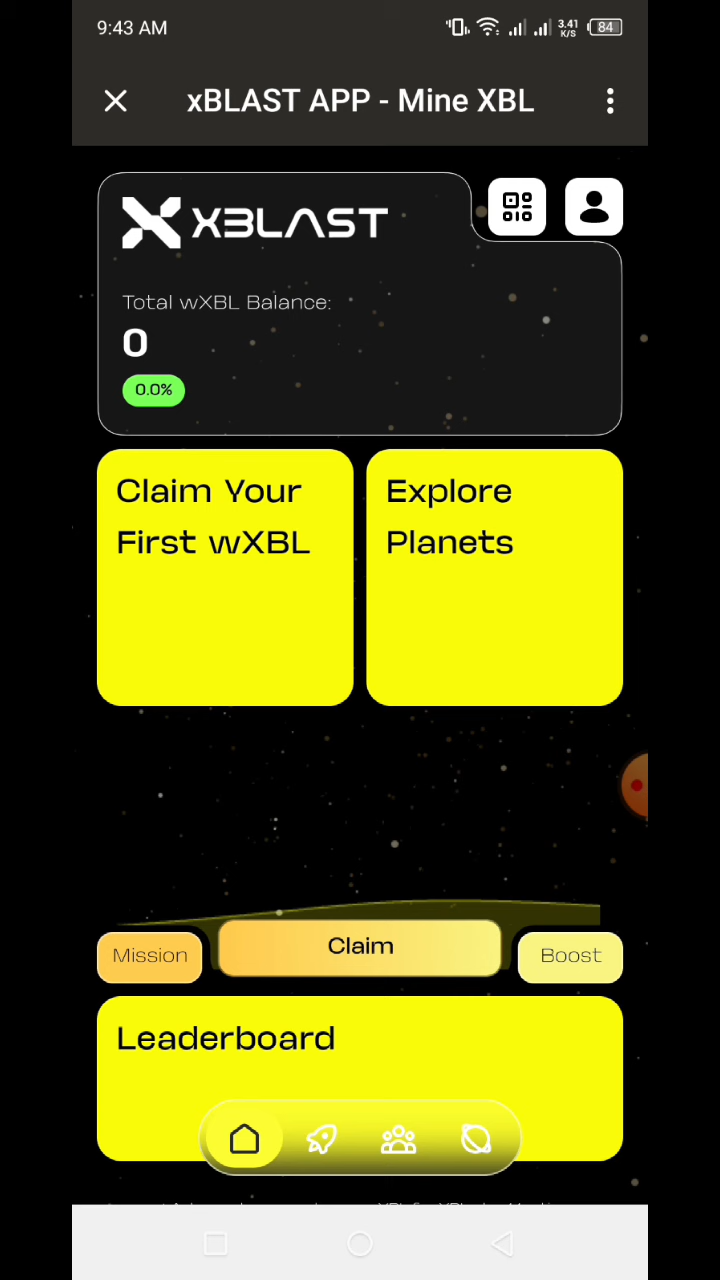 9:43 AM
3.41
K/S
84
xBLAST APP - Mine XBL
XBLAST
Total wXBL Balance:
0
0.0%
Claim Your
First wXBL
Explore
Planets
Mission
Claim
Boost
Leaderboard